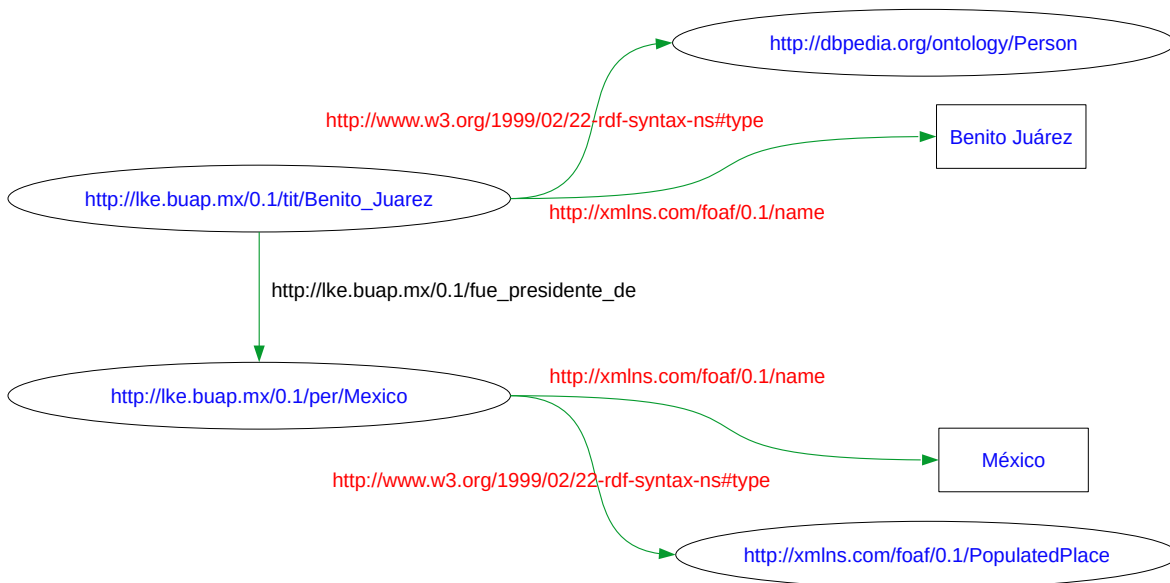 http://dbpedia.org/ontology/Person
http://www.w3.org/1999/02/22-rdf-syntax-ns#type
Benito Juárez
http://lke.buap.mx/0.1/tit/Benito_Juarez
http://xmlns.com/foaf/0.1/name
http://lke.buap.mx/0.1/fue_presidente_de
http://xmlns.com/foaf/0.1/name
http://lke.buap.mx/0.1/per/Mexico
México
http://www.w3.org/1999/02/22-rdf-syntax-ns#type
http://xmlns.com/foaf/0.1/PopulatedPlace